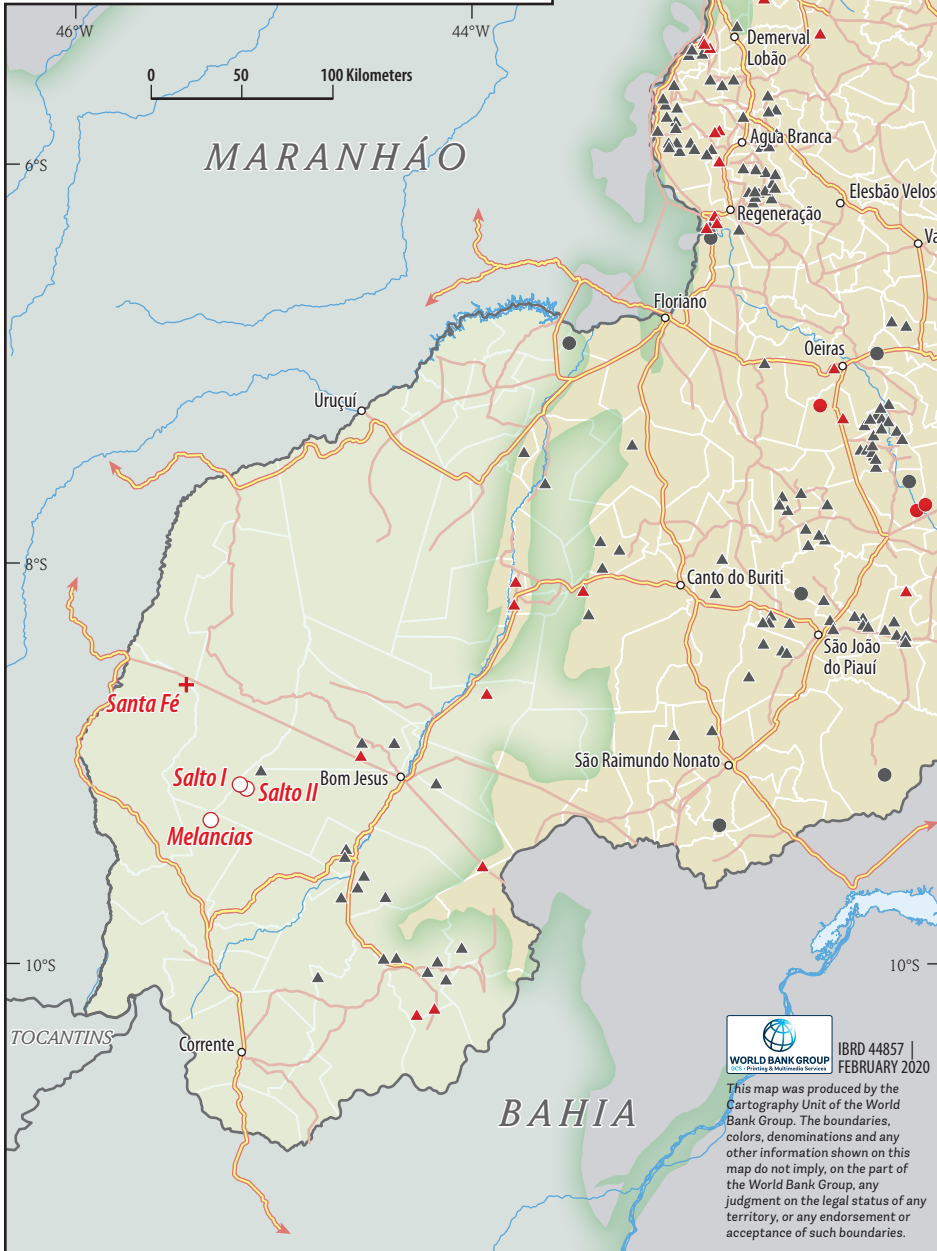 46°W
44°W
0 50 100 Kilometers
Demerval
Lobão
MARANHÁO
Agua Branca
6°S
Elesbão Velos
Regeneração
Va
Floriano
Oeiras
Uruçuí
8°S
Canto do Buriti
São João
do Piauí
Santa Fé
São Raimundo Nonato
Salto I
Bom Jesus
Salto II
Melancias
10°S
10°S
TOCANTINS
Corrente
BAHIA
WORLD BANK GROUP
GCS • Printing & Multimedia Services
IBRD 44857 |
FEBRUARY 2020
This map was produced by the
Cartography Unit of the World
Bank Group. The boundaries,
colors, denominations and any
other information shown on this
map do not imply, on the part of
the World Bank Group, any
judgment on the legal status of any
territory, or any endorsement or
acceptance of such boundaries.